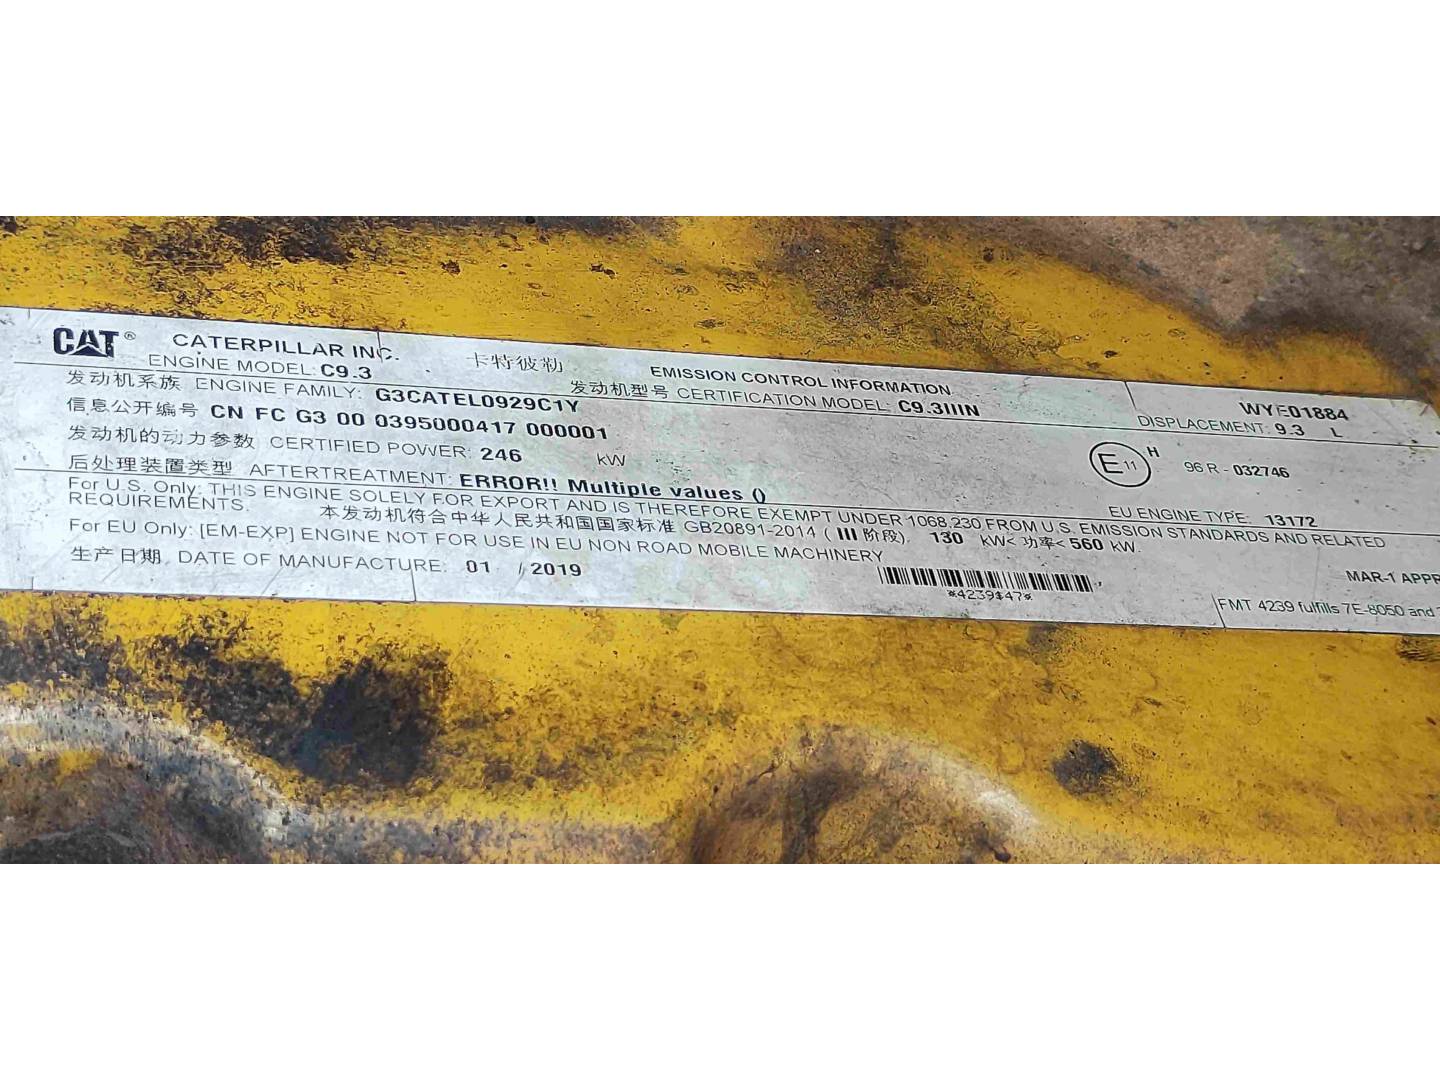 CAT® CATERPILLAR INC. 卡特彼勒 EMISSION CONTROL INFORMATION WYE01884
ENGINE MODEL: C9.3 发动机型号 CERTIFICATION MODEL: C9.3IIIN DISPLACEMENT: 9.3 L
发动机系族 ENGINE FAMILY: G3CATEL0929C1Y
信息公开编号 CN FC G3 00 0395000417 000001
E 11 H 96 R - 032746
发动机的动力参数 CERTIFIED POWER: 246 kW
后处理装置类型 AFTERTREATMENT: ERROR!! Multiple values () EU ENGINE TYPE: 13172
For U.S. Only: THIS ENGINE SOLELY FOR EXPORT AND IS THEREFORE EXEMPT UNDER 1068.230 FROM U.S. EMISSION STANDARDS AND RELATED
REQUIREMENTS. 本发动机符合中华人民共和国国家标准 GB20891-2014 ( III 阶段). 130 kW< 功率< 560 kW.
For EU Only: [EM-EXP] ENGINE NOT FOR USE IN EU NON ROAD MOBILE MACHINERY
生产日期 DATE OF MANUFACTURE: 01 / 2019
*4239$47*
MAR-1 APPR
FMT 4239 fulfills 7E-8050 and